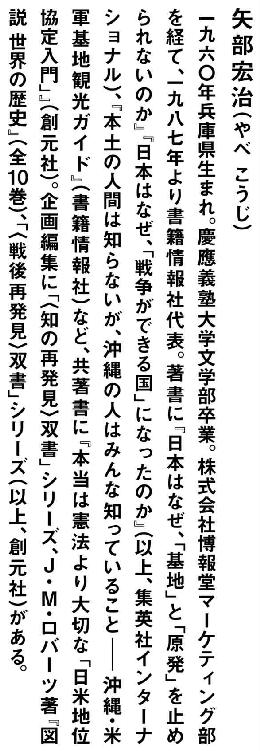 矢部宏治(やべ こうじ)
一九六〇年兵庫県生まれ。慶應義塾大学文学部卒業。株式会社博報堂マーケティング部
を経て、一九八七年より書籍情報社代表。著書に『日本はなぜ、「基地」と「原発」を止め
られないのか』『日本はなぜ、「戦争ができる国」になったのか』(以上、集英社インターナ
ショナル)、『本土の人間は知らないが、沖縄の人はみんな知っていること――沖縄・米
軍基地観光ガイド』(書籍情報社)など、共著書に『本当は憲法より大切な「日米地位
協定入門」』(創元社)。企画編集に「〈知の再発見〉双書」シリーズ、J・M・ロバーツ著『図
説 世界の歴史』(全10巻)、「〈戦後再発見〉双書」シリーズ(以上、創元社)がある。